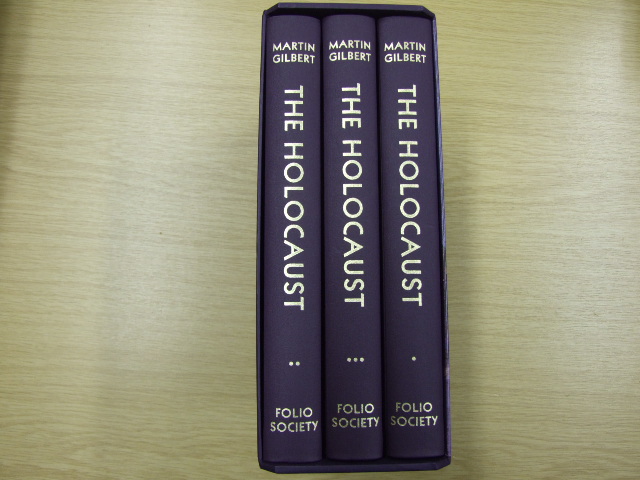 MARTIN
GILBERT
THE HOLOCAUST
••
FOLIO
SOCIETY
MARTIN
GILBERT
THE HOLOCAUST
•••
FOLIO
SOCIETY
MARTIN
GILBERT
THE HOLOCAUST
•
FOLIO
SOCIETY